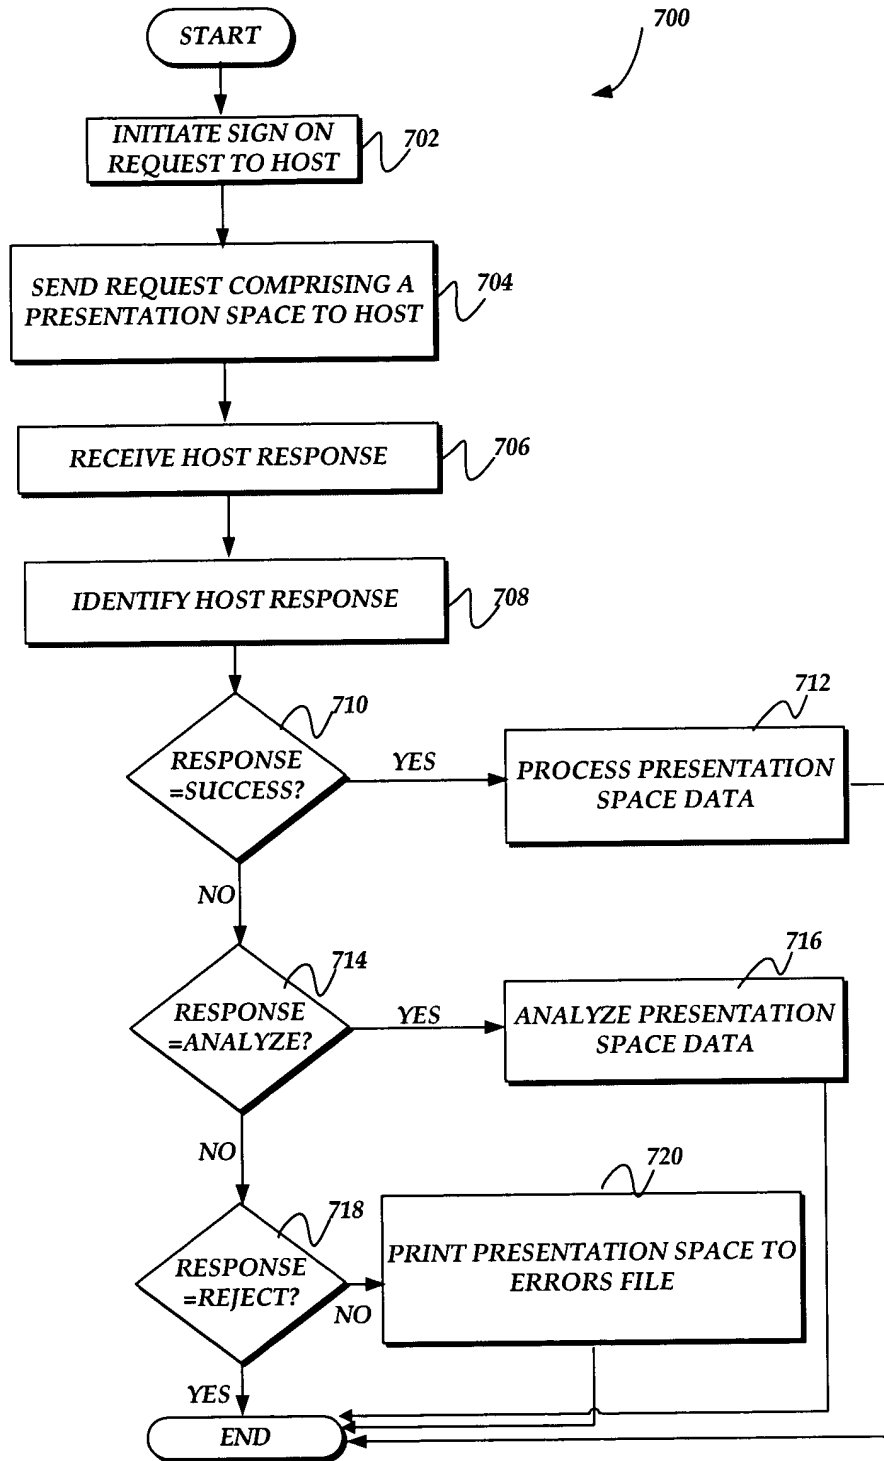 START
700
INITIATE SIGN ON
REQUEST TO HOST
702
SEND REQUEST COMPRISING A
PRESENTATION SPACE TO HOST
704
RECEIVE HOST RESPONSE
706
IDENTIFY HOST RESPONSE
708
710
RESPONSE
=SUCCESS?
YES
712
PROCESS PRESENTATION
SPACE DATA
NO
714
RESPONSE
=ANALYZE?
YES
716
ANALYZE PRESENTATION
SPACE DATA
NO
718
RESPONSE
=REJECT?
NO
720
PRINT PRESENTATION SPACE TO
ERRORS FILE
YES
END